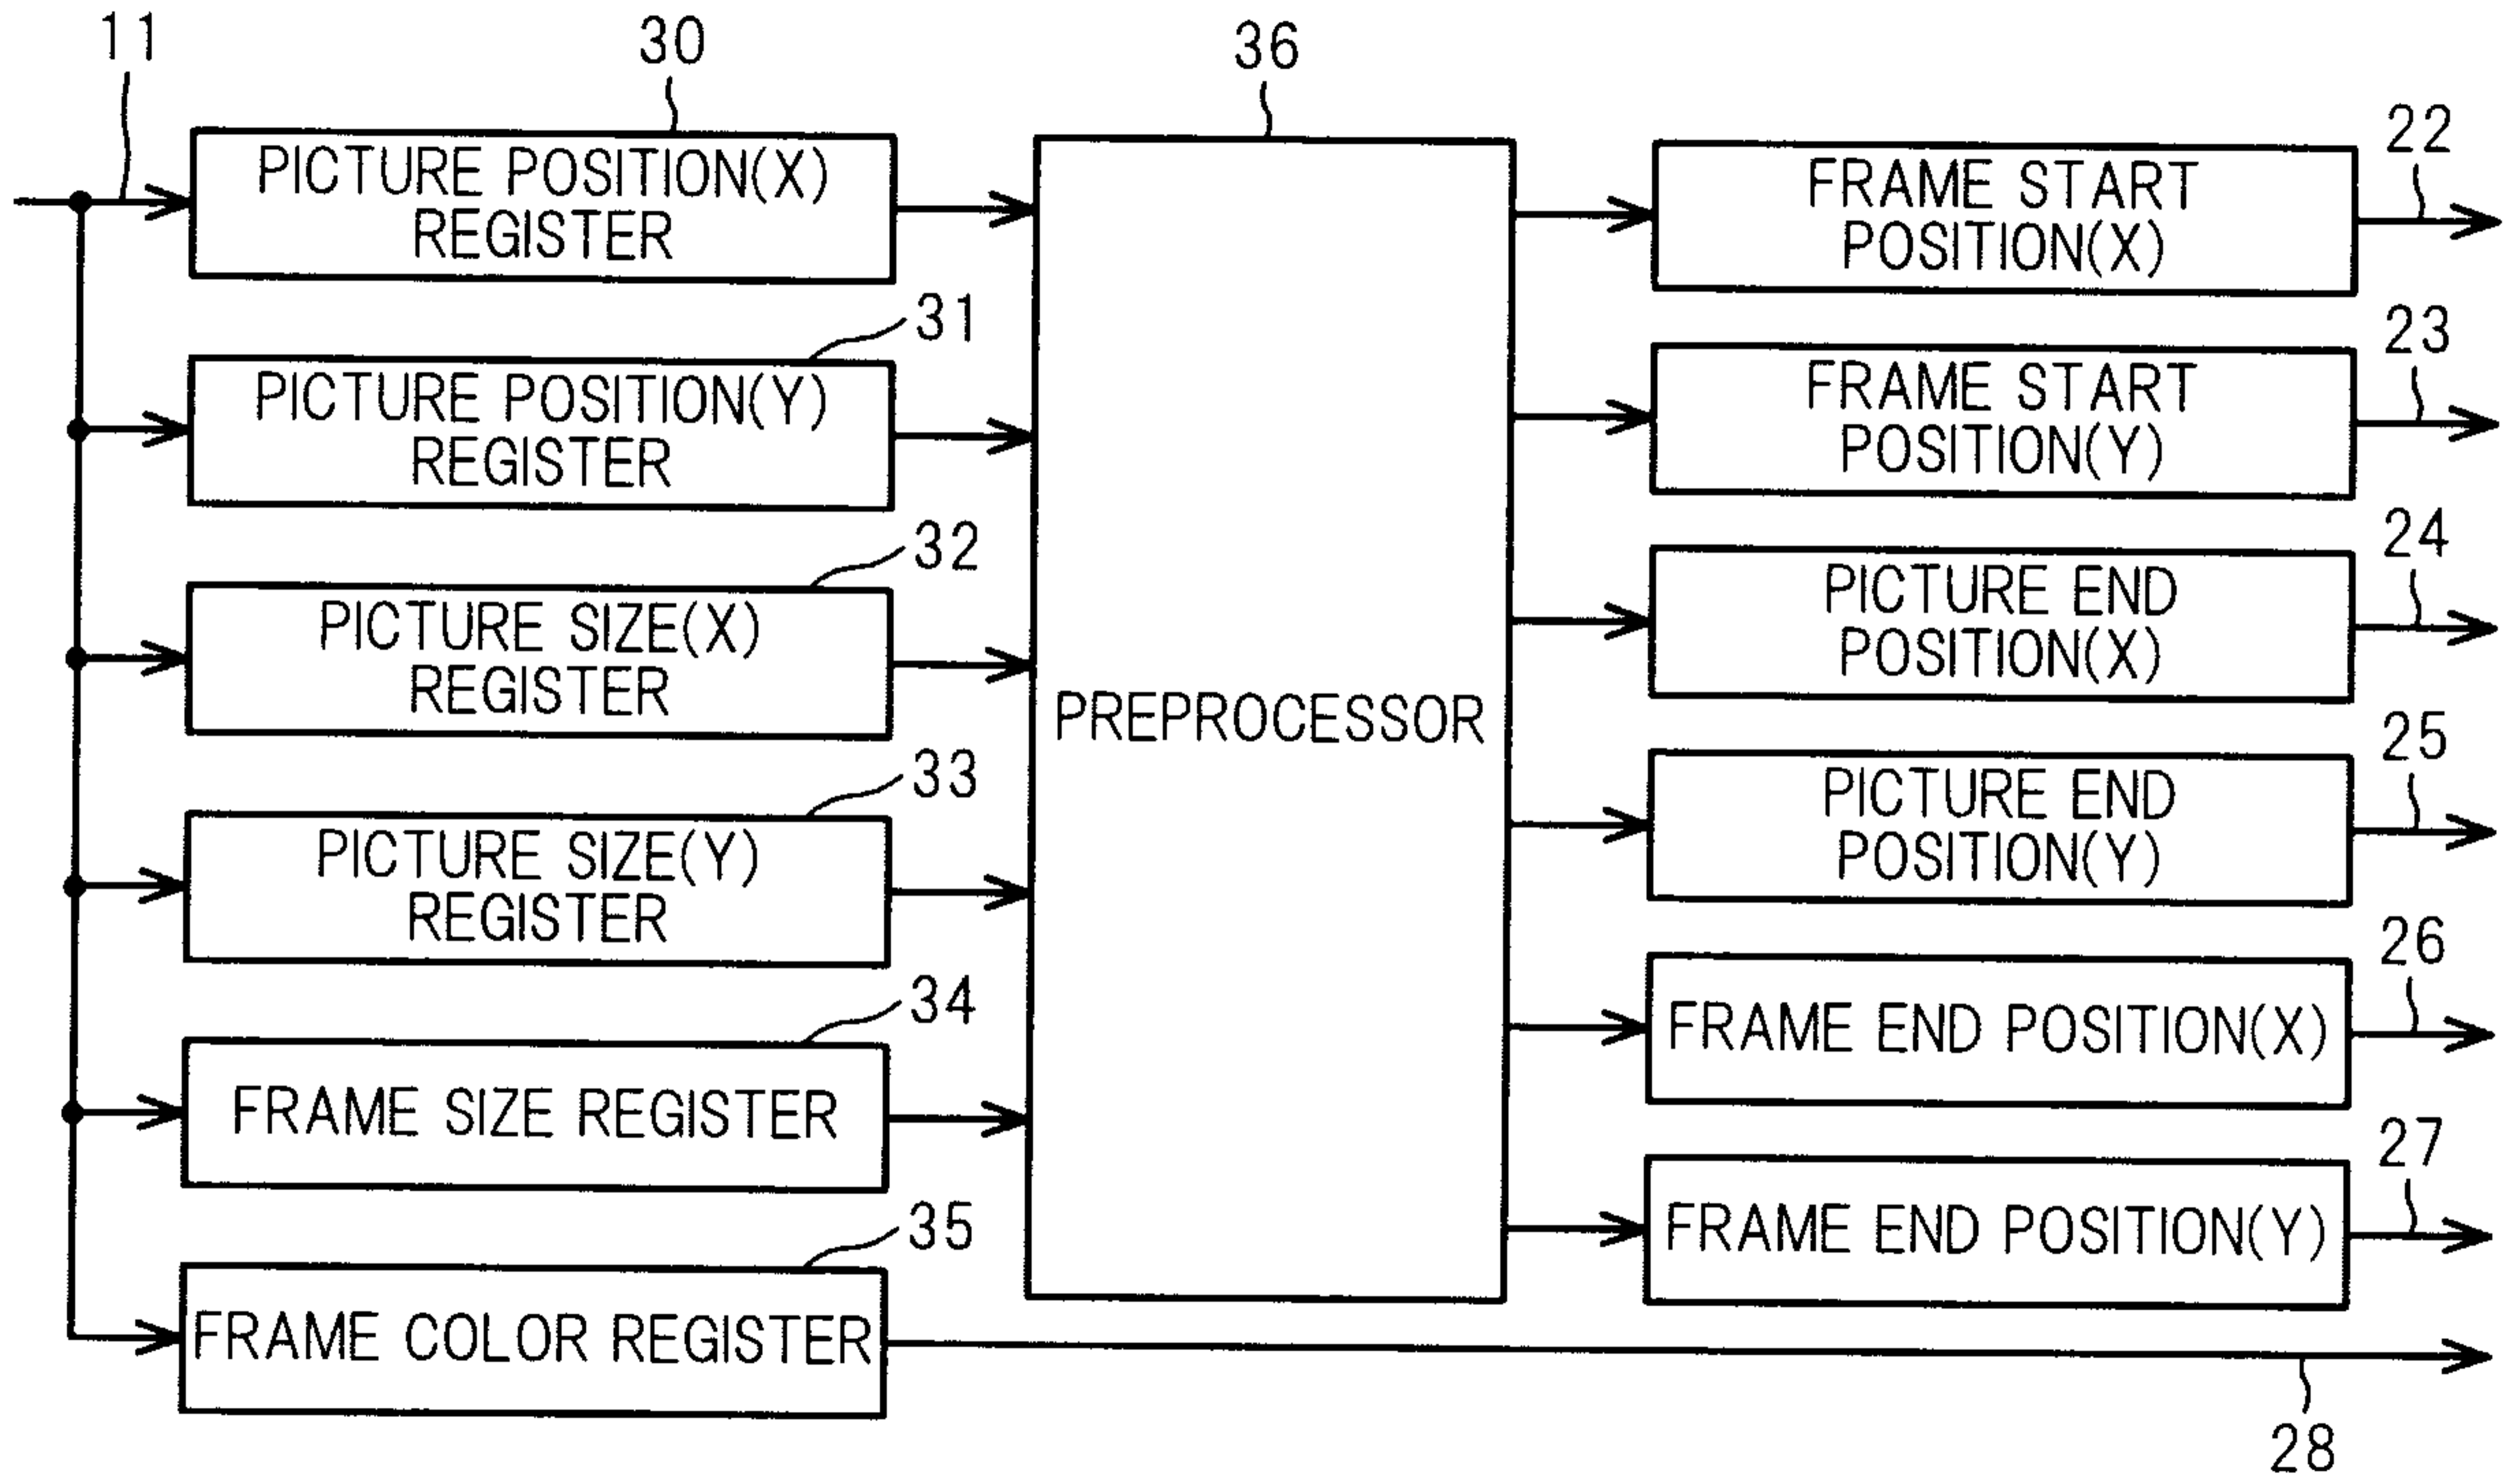 11
30
36
PICTURE POSITION(X)
REGISTER
FRAME START
POSITION(X)
22
31
PICTURE POSITION(Y)
REGISTER
FRAME START
POSITION(Y)
23
32
PICTURE SIZE(X)
REGISTER
PICTURE END
POSITION(X)
24
PREPROCESSOR
33
PICTURE SIZE(Y)
REGISTER
PICTURE END
POSITION(Y)
25
34
FRAME SIZE REGISTER
FRAME END POSITION(X)
26
35
FRAME COLOR REGISTER
FRAME END POSITION(Y)
27
28